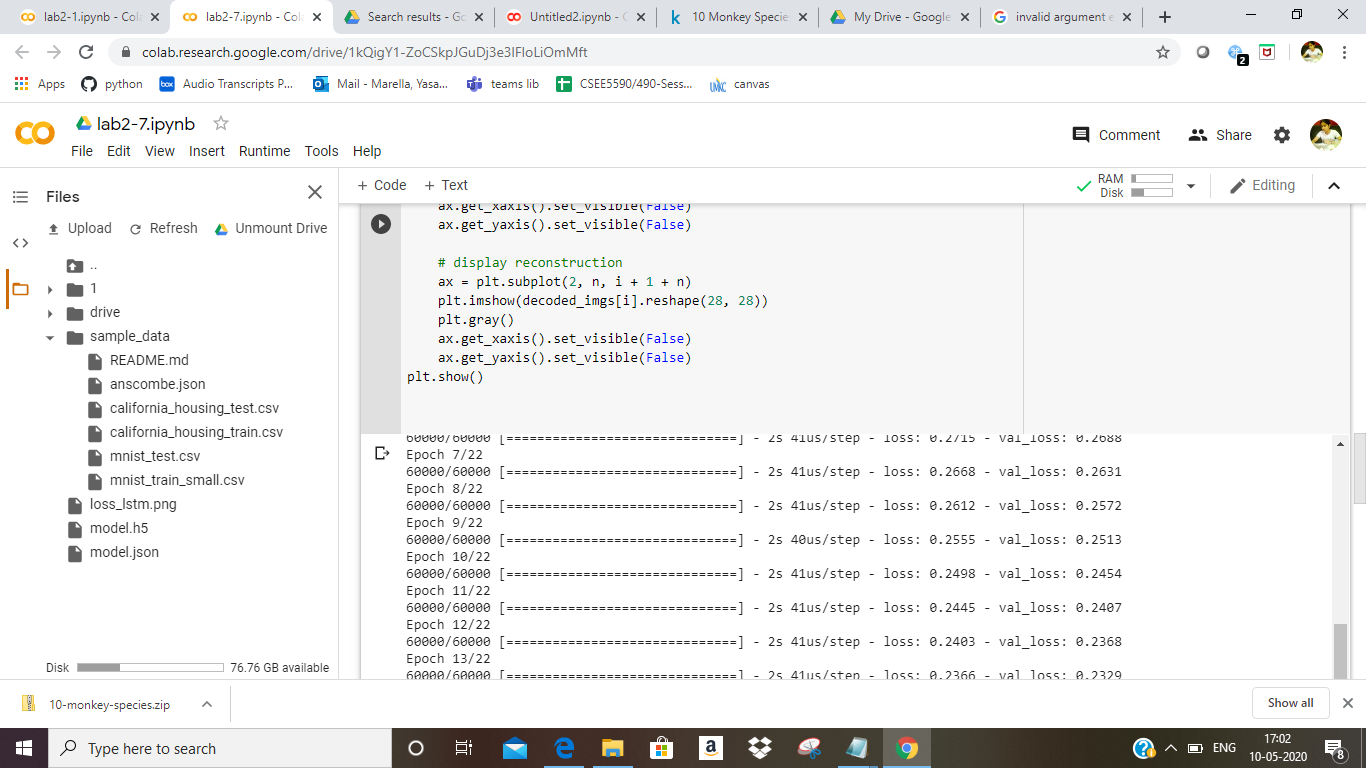 lab2-1.ipynb - Col
lab2-7.ipynb - Col
Search results - Go
Untitled2.ipynb - C
10 Monkey Specie
My Drive - Google
invalid argument e
colab.research.google.com/drive/1kQigY1-ZoCSkpJGuDj3e3IFIoLiOmMft
2
Apps
python
box
Audio Transcripts P...
Mail - Marella, Yasa...
teams lib
CSEE5590/490-Sess...
UMKC
canvas
lab2-7.ipynb
Comment
Share
File Edit View Insert Runtime Tools Help
Files
+ Code + Text
RAM
Disk
Editing
Upload Refresh Unmount Drive
..
1
drive
sample_data
README.md
anscombe.json
california_housing_test.csv
california_housing_train.csv
mnist_test.csv
mnist_train_small.csv
loss_lstm.png
model.h5
model.json
Disk 76.76 GB available
ax.get_xaxis().set_visible(False)
ax.get_yaxis().set_visible(False)
# display reconstruction
ax = plt.subplot(2, n, i + 1 + n)
plt.imshow(decoded_imgs[i].reshape(28, 28))
plt.gray()
ax.get_xaxis().set_visible(False)
ax.get_yaxis().set_visible(False)
plt.show()
60000/60000 [==============================] - 2s 41us/step - loss: 0.2715 - val_loss: 0.2688
Epoch 7/22
60000/60000 [==============================] - 2s 41us/step - loss: 0.2668 - val_loss: 0.2631
Epoch 8/22
60000/60000 [==============================] - 2s 41us/step - loss: 0.2612 - val_loss: 0.2572
Epoch 9/22
60000/60000 [==============================] - 2s 40us/step - loss: 0.2555 - val_loss: 0.2513
Epoch 10/22
60000/60000 [==============================] - 2s 41us/step - loss: 0.2498 - val_loss: 0.2454
Epoch 11/22
60000/60000 [==============================] - 2s 41us/step - loss: 0.2445 - val_loss: 0.2407
Epoch 12/22
60000/60000 [==============================] - 2s 41us/step - loss: 0.2403 - val_loss: 0.2368
Epoch 13/22
60000/60000 [==============================] - 2s 41us/step - loss: 0.2366 - val_loss: 0.2329
10-monkey-species.zip
Show all
Type here to search
ENG
17:02
10-05-2020
8